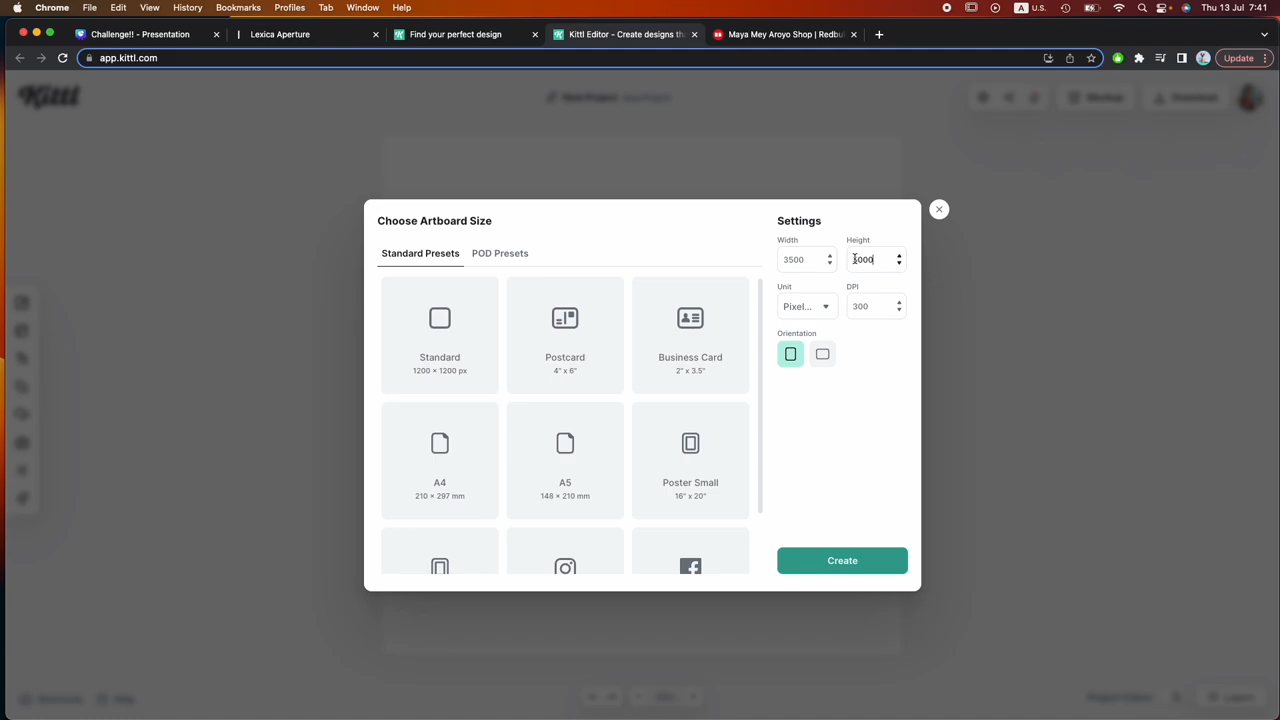 Chrome File Edit View History Bookmarks Profiles Tab Window Help A U.S. Thu 13 Jul 7:41
Challenge!! - Presentation Lexica Aperture Find your perfect design Kittl Editor - Create designs th Maya Mey Aroyo Shop | Redbu
app.kittl.com Update
Kittl New Project Mockup Download
Choose Artboard Size
Settings
Width Height
Standard Presets POD Presets
3500
Unit DPI
Pixel... 300
Orientation
Standard Postcard Business Card
1200 × 1200 px 4" x 6" 2" x 3.5"
A4 A5 Poster Small
210 × 297 mm 148 × 210 mm 16" x 20"
Create
Help Layers